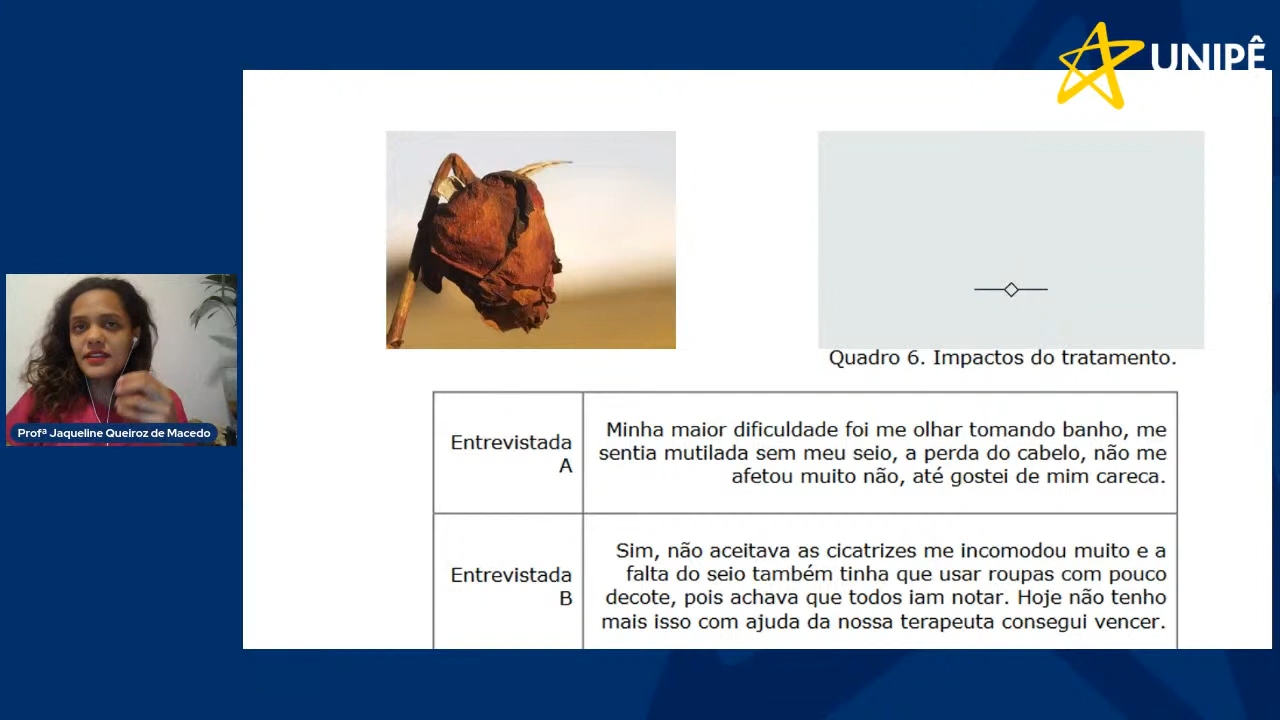 UNIPÊ
Quadro 6. Impactos do tratamento.
Entrevistada
A
Minha maior dificuldade foi me olhar tomando banho, me
sentia mutilada sem meu seio, a perda do cabelo, não me
afetou muito não, até gostei de mim careca.
Entrevistada
B
Sim, não aceitava as cicatrizes me incomodou muito e a
falta do seio também tinha que usar roupas com pouco
decote, pois achava que todos iam notar. Hoje não tenho
mais isso com ajuda da nossa terapeuta consegui vencer.
Profª Jaqueline Queiroz de Macedo